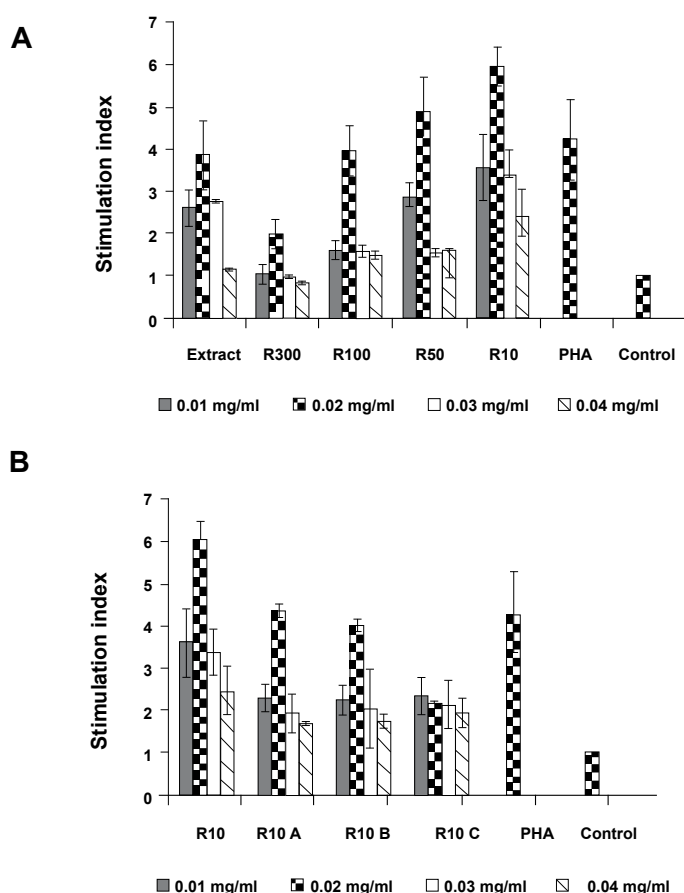 A
Stimulation index
7
6
5
4
3
2
1
0
Extract R300 R100 R50 R10 PHA Control
0.01 mg/ml 0.02 mg/ml 0.03 mg/ml 0.04 mg/ml
B
Stimulation index
7
6
5
4
3
2
1
0
R10 R10 A R10 B R10 C PHA Control
0.01 mg/ml 0.02 mg/ml 0.03 mg/ml 0.04 mg/ml